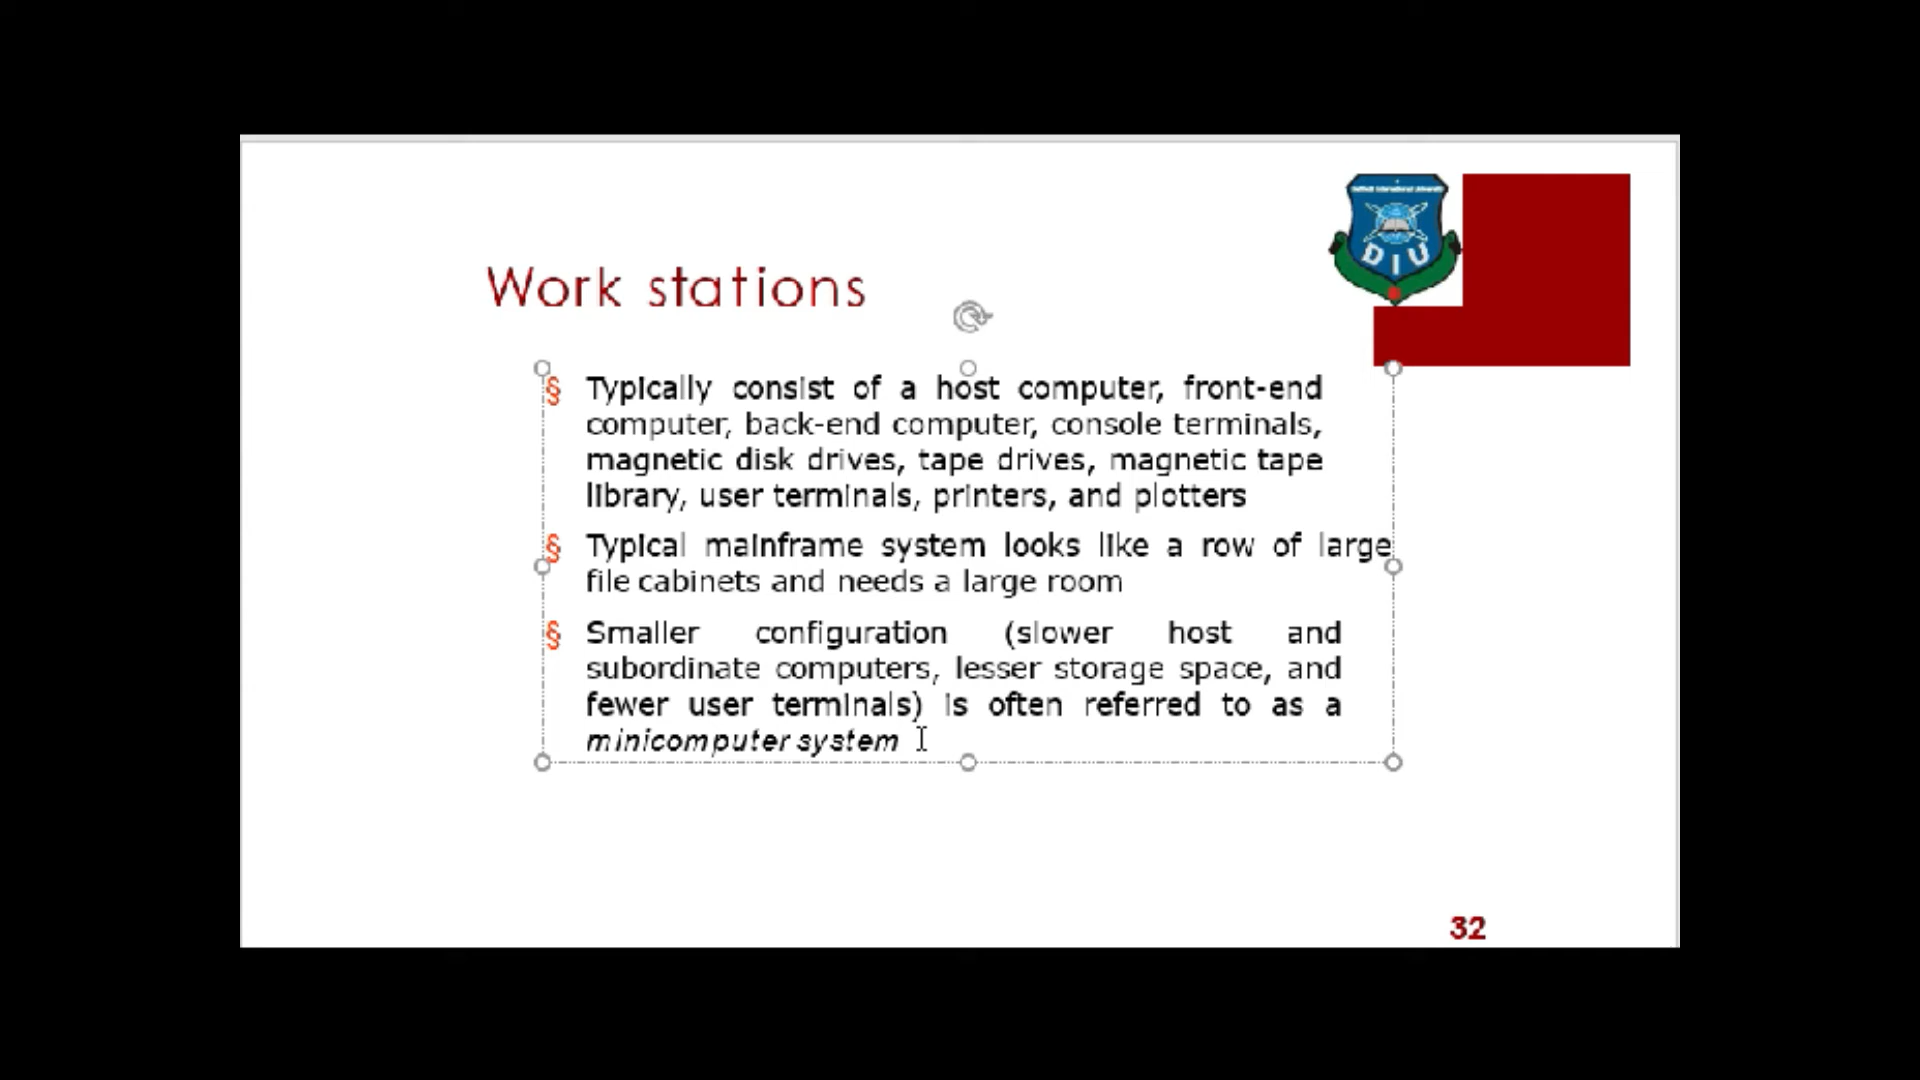 Work stations
D I U
§ Typically consist of a host computer, front-end
computer, back-end computer, console terminals,
magnetic disk drives, tape drives, magnetic tape
library, user terminals, printers, and plotters
§ Typical mainframe system looks like a row of large
file cabinets and needs a large room
§ Smaller configuration (slower host and
subordinate computers, lesser storage space, and
fewer user terminals) is often referred to as a
minicomputer system
32